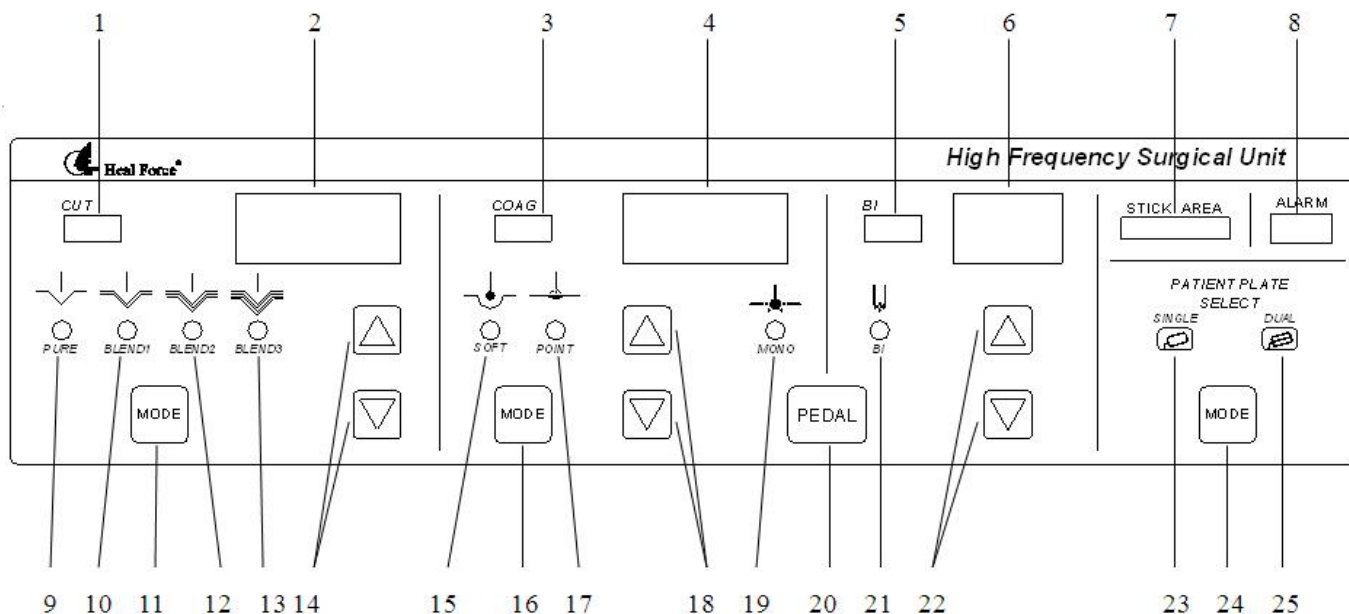 1 2 3 4 5 6 7 8
Heal Force®
High Frequency Surgical Unit
CUT COAG BI STICK AREA ALARM
PATIENT PLATE
SELECT
SINGLE DUAL
PURE BLEND1 BLEND2 BLEND3 SOFT POINT MONO BI
MODE MODE PEDAL MODE
9 10 11 12 13 14 15 16 17 18 19 20 21 22 23 24 25